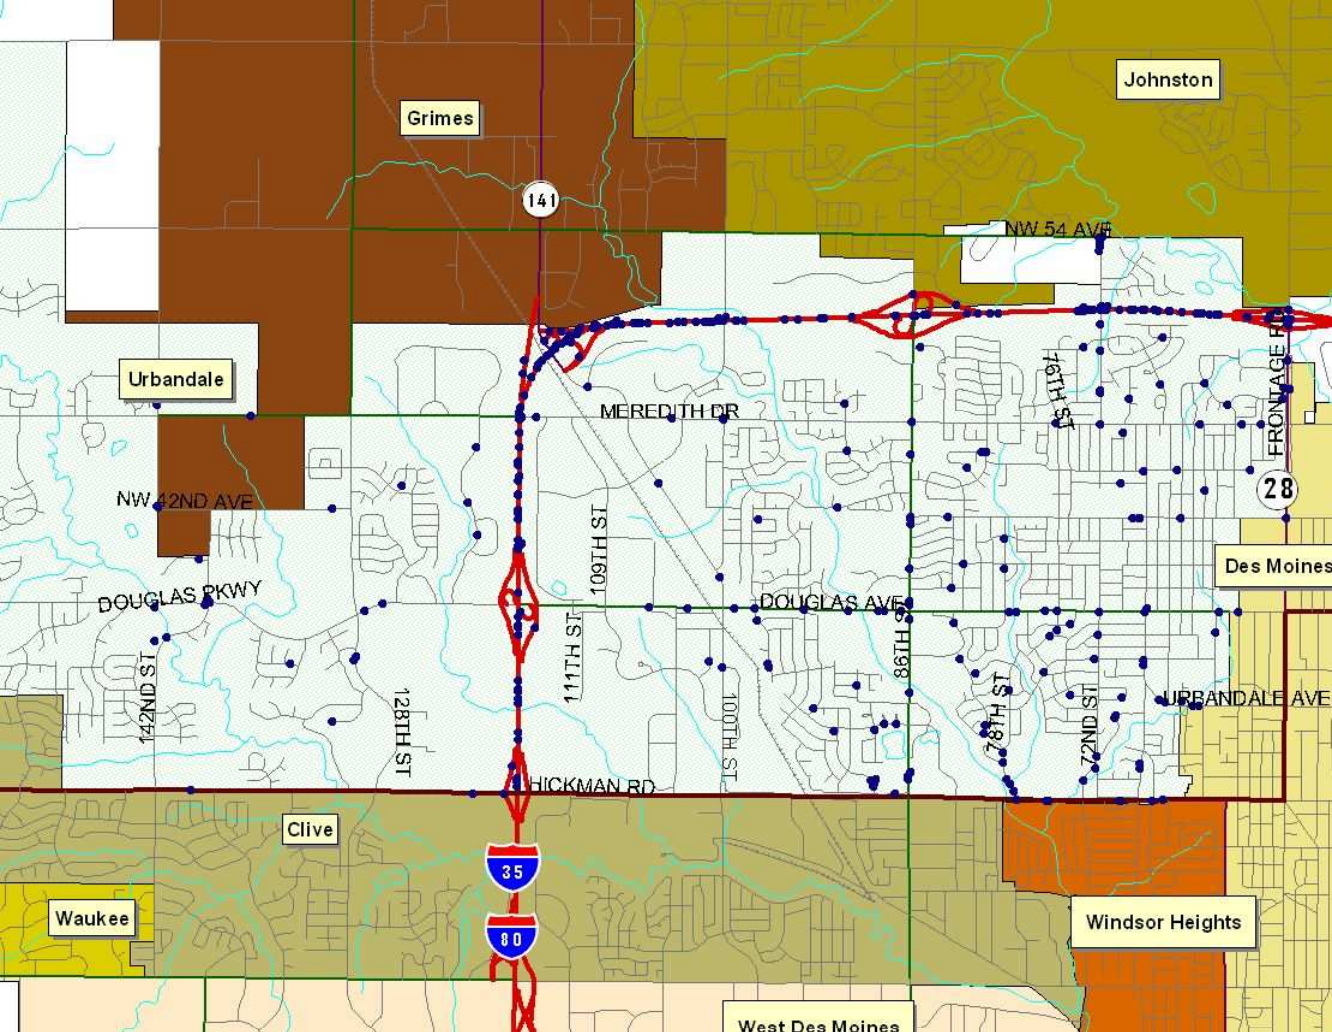 Johnston
Grimes
141
NW 54 AVE
Urbandale
76TH ST
FRONTAGE RD
MEREDITH DR
28
NW 42ND AVE
109TH ST
Des Moines
DOUGLAS PKWY
DOUGLAS AVE
86TH ST
111TH ST
142ND ST
128TH ST
100TH ST
78TH ST
72ND ST
URBANDALE AVE
HICKMAN RD
Clive
35
Waukee
80
Windsor Heights
West Des Moines